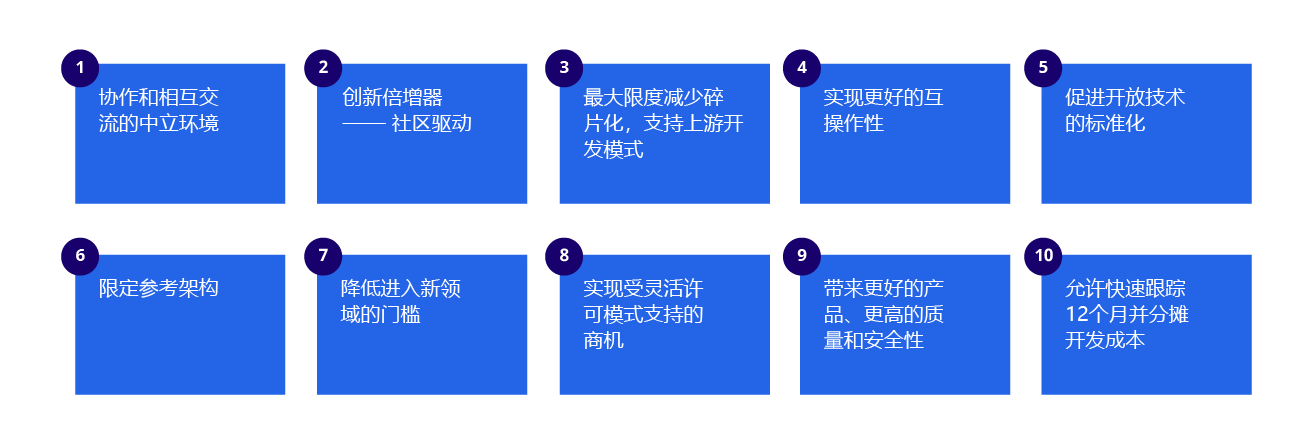 1
协作和相互交
流的中立环境
2
创新倍增器
—— 社区驱动
3
最大限度减少碎
片化，支持上游开
发模式
4
实现更好的互
操作性
5
促进开放技术
的标准化
6
限定参考架构
7
降低进入新领
域的门槛
8
实现受灵活许
可模式支持的
商机
9
带来更好的产
品、更高的质
量和安全性
10
允许快速跟踪
12个月并分摊
开发成本